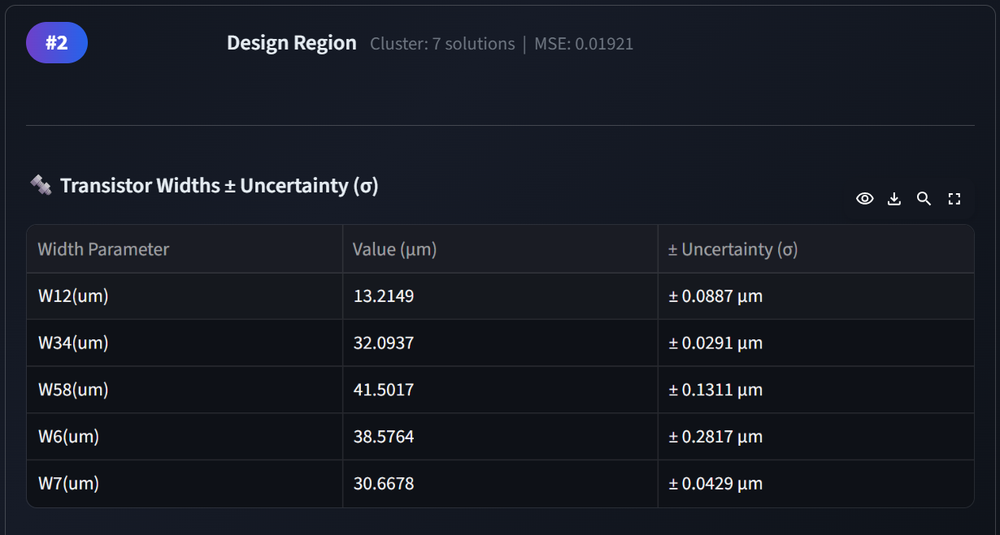 #2 Design Region Cluster: 7 solutions | MSE: 0.01921
Transistor Widths ± Uncertainty (σ)
Width Parameter Value (μm) ± Uncertainty (σ)
W12(um) 13.2149 ± 0.0887 μm
W34(um) 32.0937 ± 0.0291 μm
W58(um) 41.5017 ± 0.1311 μm
W6(um) 38.5764 ± 0.2817 μm
W7(um) 30.6678 ± 0.0429 μm